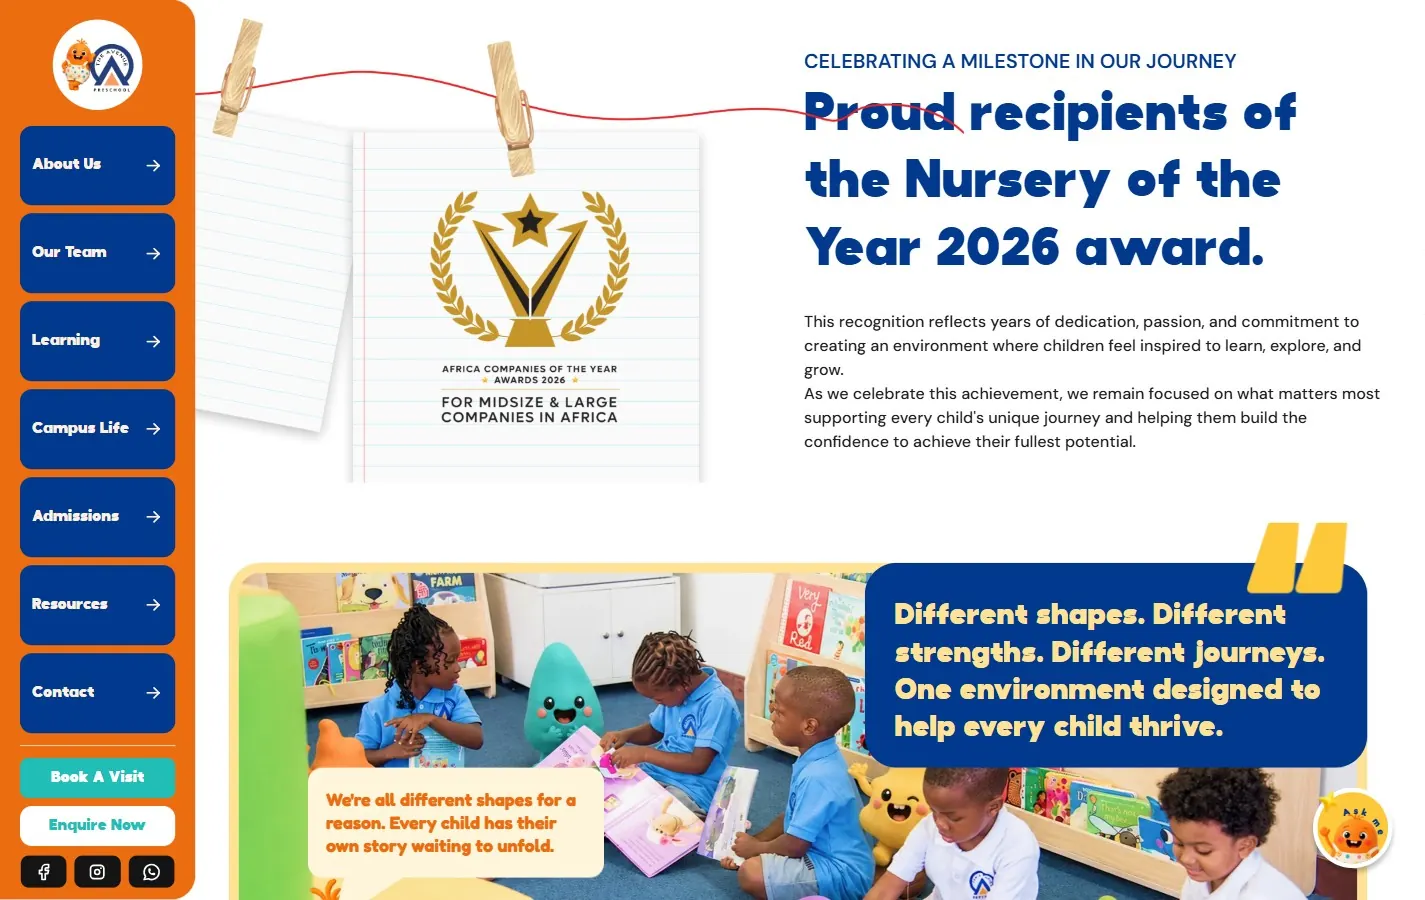 THE AVENUE
PRESCHOOL
About Us
Our Team
Learning
Campus Life
Admissions
Resources
Contact
Book A Visit
Enquire Now
AFRICA COMPANIES OF THE YEAR
AWARDS 2026
FOR MIDSIZE & LARGE
COMPANIES IN AFRICA
CELEBRATING A MILESTONE IN OUR JOURNEY
Proud recipients of
the Nursery of the
Year 2026 award.
This recognition reflects years of dedication, passion, and commitment to
creating an environment where children feel inspired to learn, explore, and
grow.
As we celebrate this achievement, we remain focused on what matters most
supporting every child's unique journey and helping them build the
confidence to achieve their fullest potential.
FARM
Very
Red
Different shapes. Different
strengths. Different journeys.
One environment designed to
help every child thrive.
We're all different shapes for a
reason. Every child has their
own story waiting to unfold.
Ask me